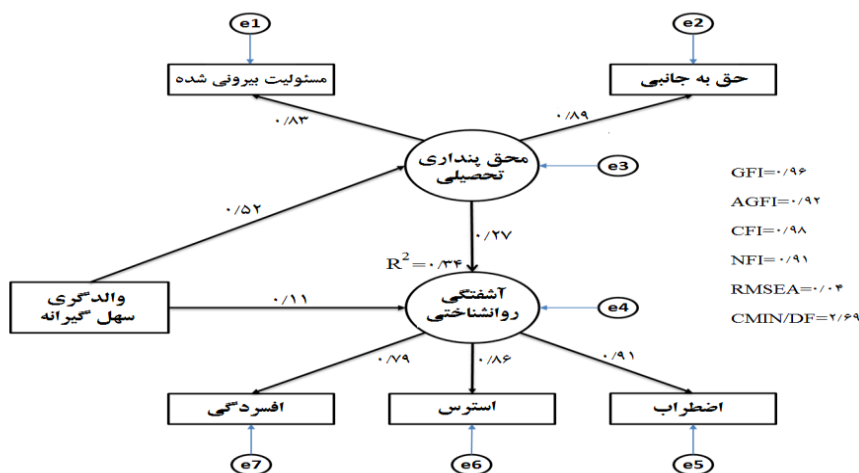 e1
e2
مسئولیت بیرونی شده
حق به جانبی
۰/۸۳
۰/۸۹
محق پنداری
تحصیلی
e3
GFI=۰/۹۶
AGFI=۰/۹۲
CFI=۰/۹۸
NFI=۰/۹۱
RMSEA=۰/۰۴
CMIN/DF=۲/۶۹
۰/۵۲
۰/۲۷
R²=۰/۳۴
والدگری
سهل گیرانه
۰/۱۱
آشفتگی
روانشناختی
e4
۰/۷۹
۰/۸۶
۰/۹۱
افسردگی
استرس
اضطراب
e7
e6
e5